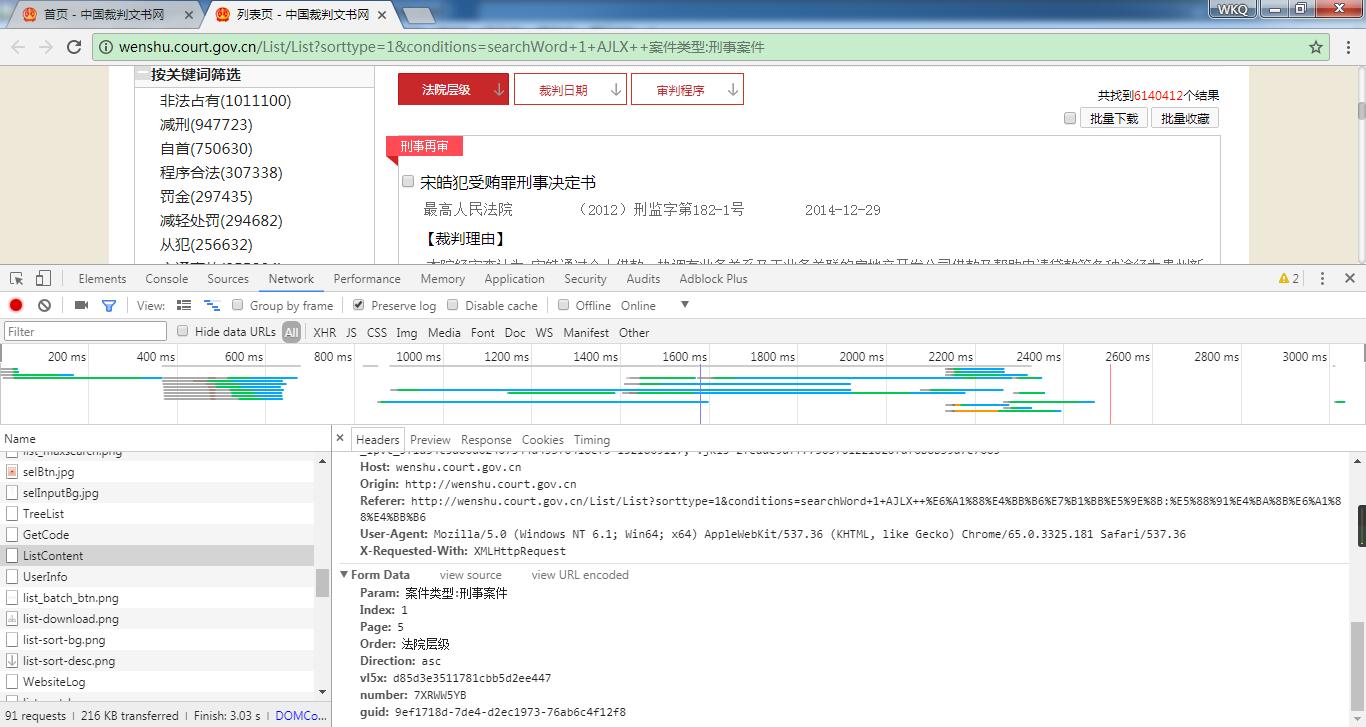 首页 - 中国裁判文书网
列表页 - 中国裁判文书网
WKQ
wenshu.court.gov.cn/List/List?sorttype=1&conditions=searchWord+1+AJLX++案件类型:刑事案件
按关键词筛选
非法占有(1011100)
减刑(947723)
自首(750630)
程序合法(307338)
罚金(297435)
减轻处罚(294682)
从犯(256632)
法院层级 裁判日期 审判程序
共找到6140412个结果
批量下载 批量收藏
刑事再审
宋皓犯受贿罪刑事决定书
最高人民法院 （2012）刑监字第182-1号 2014-12-29
【裁判理由】
Elements Console Sources Network Performance Memory Application Security Audits Adblock Plus 2
View: Group by frame Preserve log Disable cache Offline Online
Filter Hide data URLs All XHR JS CSS Img Media Font Doc WS Manifest Other
200 ms 400 ms 600 ms 800 ms 1000 ms 1200 ms 1400 ms 1600 ms 1800 ms 2000 ms 2200 ms 2400 ms 2600 ms 2800 ms 3000 ms
Name
selBtn.jpg
selInputBg.jpg
TreeList
GetCode
ListContent
UserInfo
list_batch_btn.png
list-download.png
list-sort-bg.png
list-sort-desc.png
WebsiteLog
91 requests | 216 KB transferred | Finish: 3.03 s | DOMCo...
Headers Preview Response Cookies Timing
Host: wenshu.court.gov.cn
Origin: http://wenshu.court.gov.cn
Referer: http://wenshu.court.gov.cn/List/List?sorttype=1&conditions=searchWord+1+AJLX++%E6%A1%88%E4%BB%B6%E7%B1%BB%E5%9E%8B:%E5%88%91%E4%BA%8B%E6%A1%8
8%E4%BB%B6
User-Agent: Mozilla/5.0 (Windows NT 6.1; Win64; x64) AppleWebKit/537.36 (KHTML, like Gecko) Chrome/65.0.3325.181 Safari/537.36
X-Requested-With: XMLHttpRequest
Form Data view source view URL encoded
Param: 案件类型:刑事案件
Index: 1
Page: 5
Order: 法院层级
Direction: asc
vl5x: d85d3e3511781cbb5d2ee447
number: 7XRWW5YB
guid: 9ef1718d-7de4-d2ec1973-76ab6c4f12f8